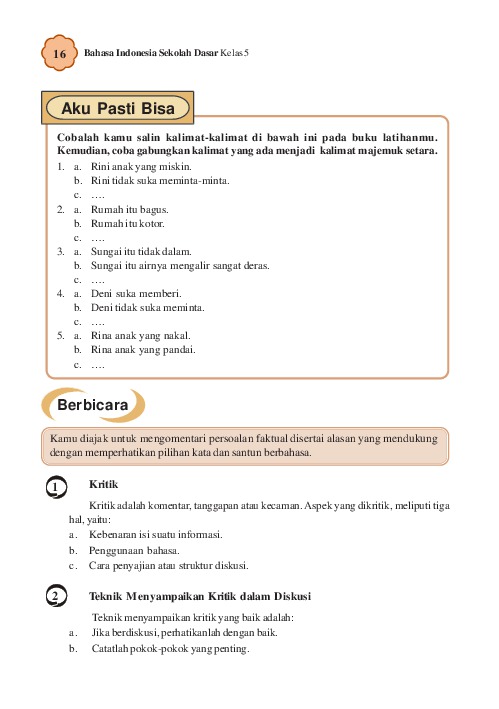 16
Bahasa Indonesia Sekolah Dasar Kelas 5
Aku Pasti Bisa
Cobalah kamu salin kalimat-kalimat di bawah ini pada buku latihanmu.
Kemudian, coba gabungkan kalimat yang ada menjadi kalimat majemuk setara.
1. a. Rini anak yang miskin.
b. Rini tidak suka meminta-minta.
c. ....
2. a. Rumah itu bagus.
b. Rumah itu kotor.
c. ....
3. a. Sungai itu tidak dalam.
b. Sungai itu airnya mengalir sangat deras.
c. ....
4. a. Deni suka memberi.
b. Deni tidak suka meminta.
c. ....
5. a. Rina anak yang nakal.
b. Rina anak yang pandai.
c. ....
Berbicara
Kamu diajak untuk mengomentari persoalan faktual disertai alasan yang mendukung
dengan memperhatikan pilihan kata dan santun berbahasa.
1 Kritik
Kritik adalah komentar, tanggapan atau kecaman. Aspek yang dikritik, meliputi tiga
hal, yaitu:
a. Kebenaran isi suatu informasi.
b. Penggunaan bahasa.
c. Cara penyajian atau struktur diskusi.
2 Teknik Menyampaikan Kritik dalam Diskusi
Teknik menyampaikan kritik yang baik adalah:
a. Jika berdiskusi, perhatikanlah dengan baik.
b. Catatlah pokok-pokok yang penting.